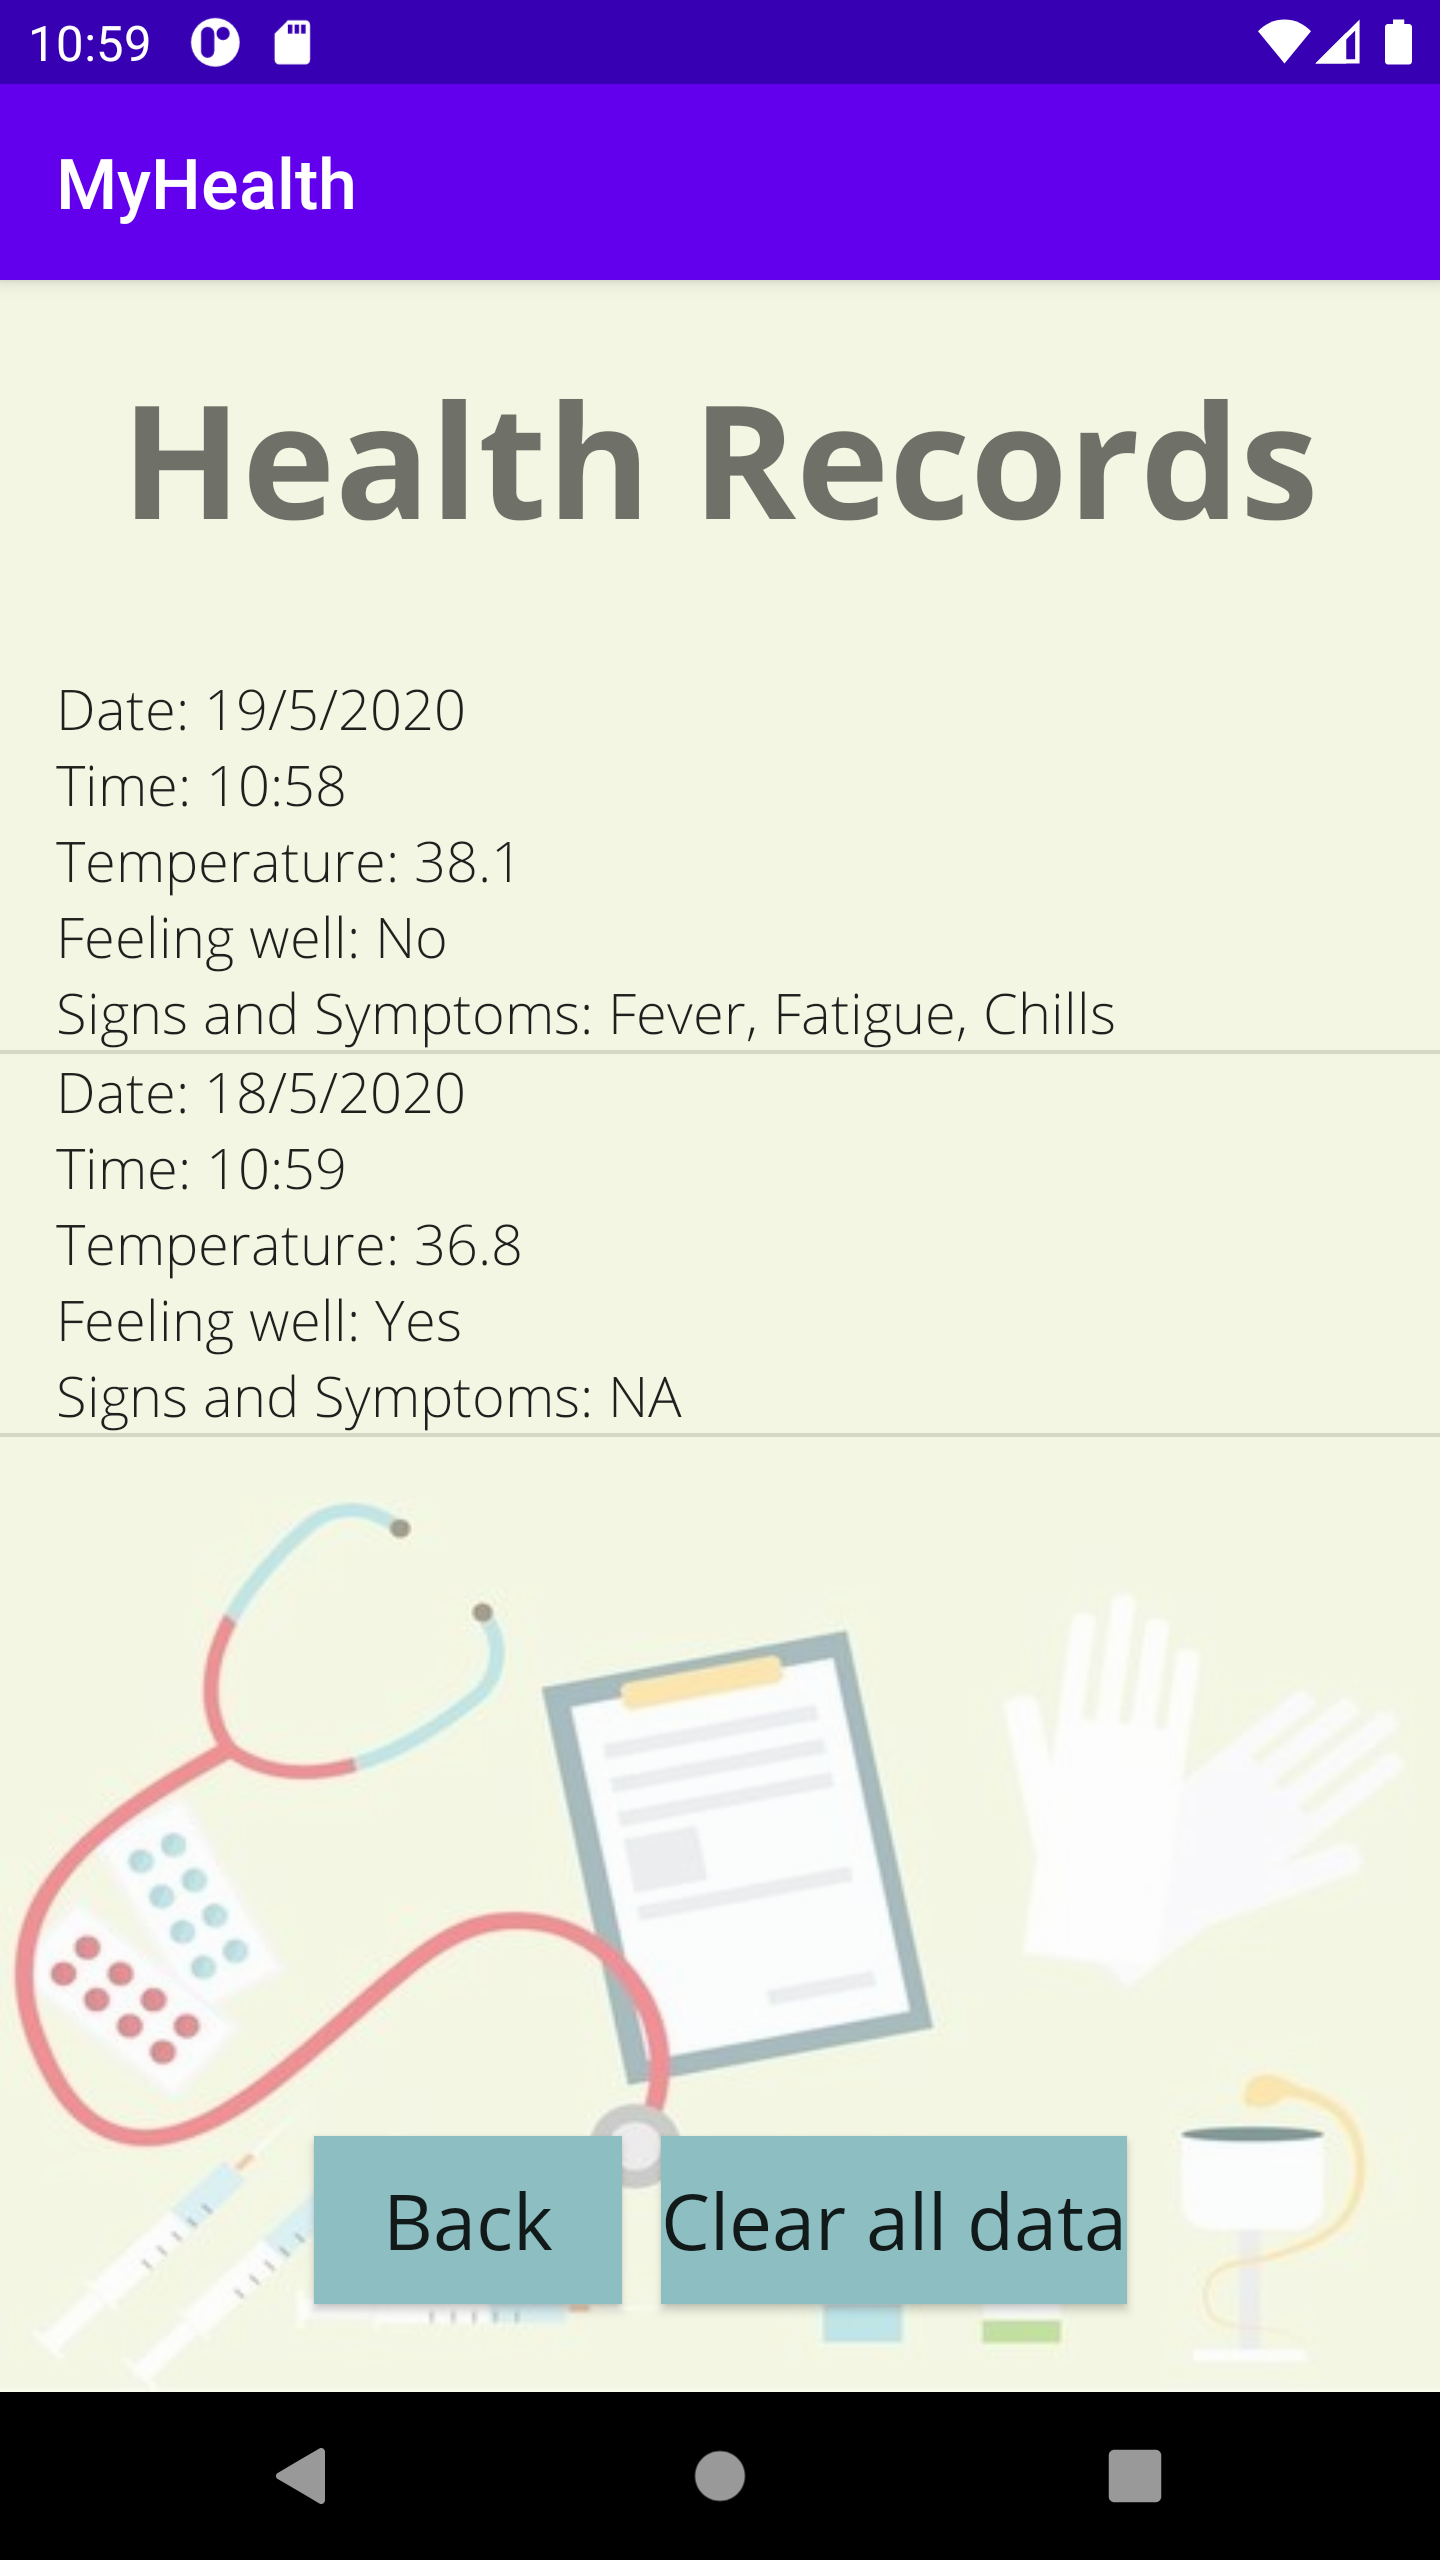 10:59
MyHealth
Health Records
Date: 19/5/2020
Time: 10:58
Temperature: 38.1
Feeling well: No
Signs and Symptoms: Fever, Fatigue, Chills
Date: 18/5/2020
Time: 10:59
Temperature: 36.8
Feeling well: Yes
Signs and Symptoms: NA
Back
Clear all data